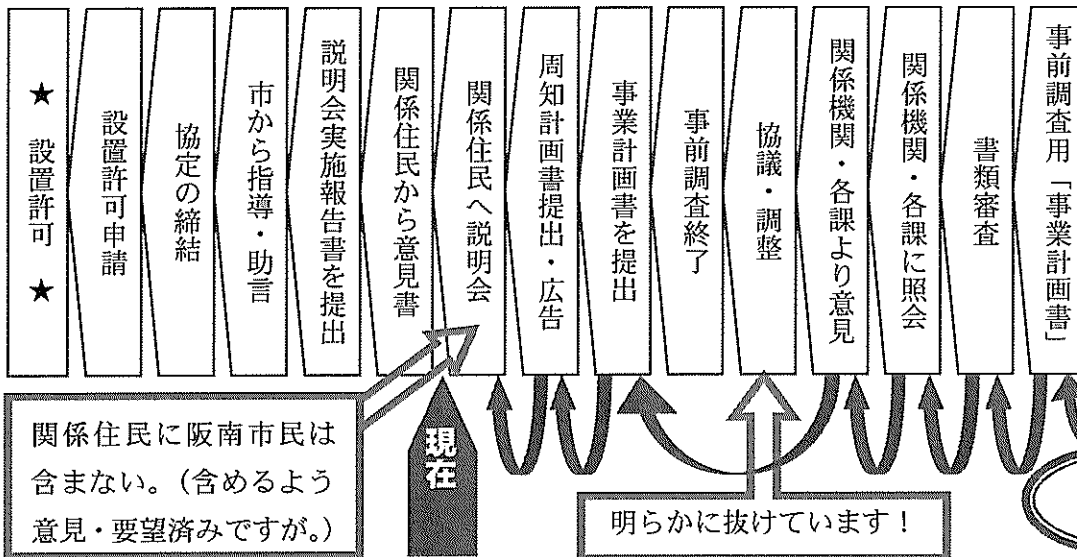 事前調査用「事業計画書」
書類審査
関係機関・各課に照会
関係機関・各課より意見
協議・調整
事前調査終了
事業計画書を提出
周知計画書提出・広告
関係住民へ説明会
関係住民から意見書
説明会実施報告書を提出
市から指導・助言
協定の締結
設置許可申請
★ 設置許可 ★
現在
関係住民に阪南市民は
含まない。（含めるよう
意見・要望済みですが。）
明らかに抜けています！